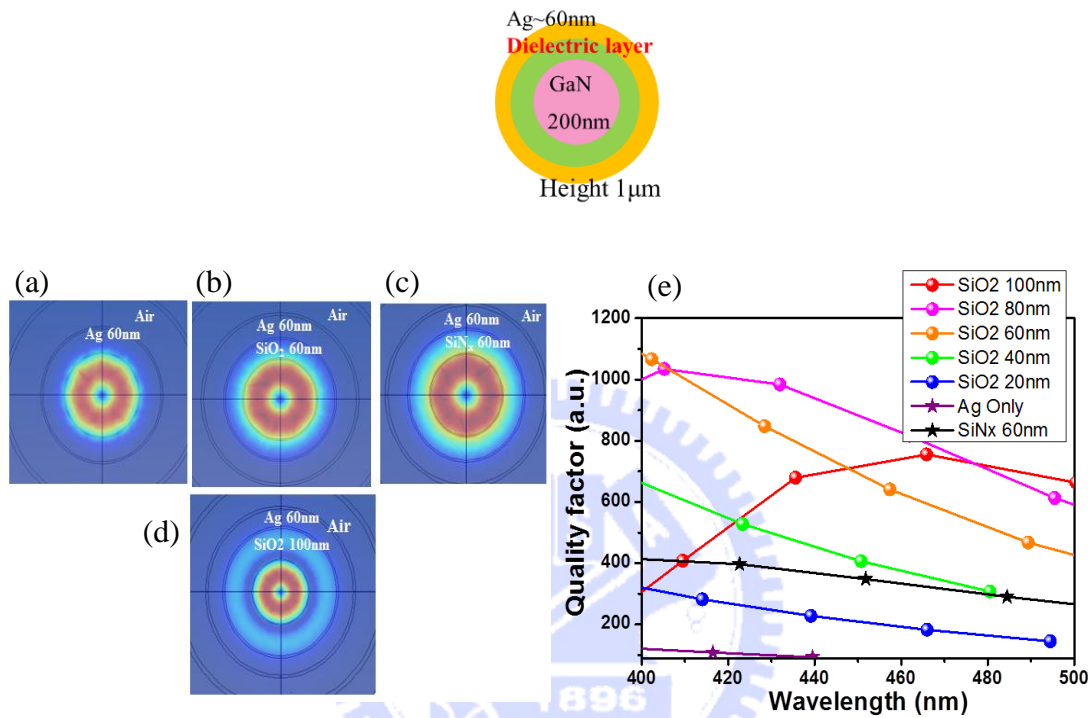 Ag~60nm
Dielectric layer
GaN
200nm
Height 1μm
(a)
Air
Ag 60nm
(b)
Air
Ag 60nm
SiO2 60nm
(c)
Air
Ag 60nm
SiNx 60nm
(d)
Ag 60nm
Air
SiO2 100nm
(e)
SiO2 100nm
SiO2 80nm
SiO2 60nm
SiO2 40nm
SiO2 20nm
Ag Only
SiNx 60nm
Quality factor (a.u.)
1200
1000
800
600
400
200
400
420
440
460
480
500
Wavelength (nm)
1896